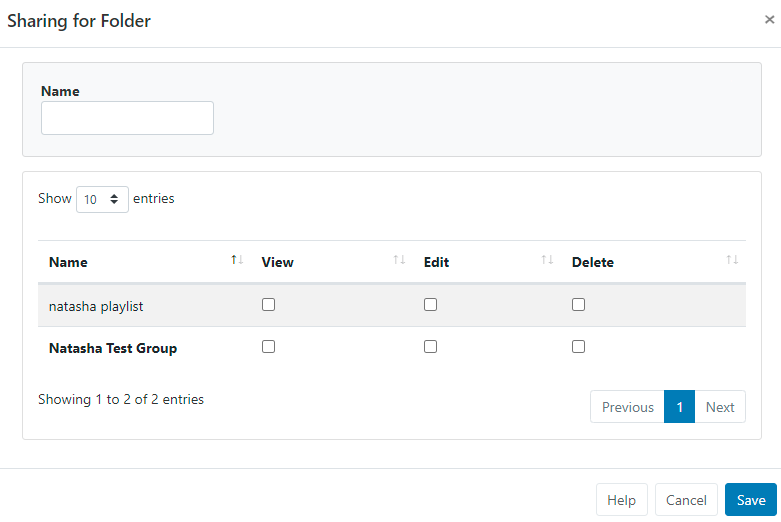 Sharing for Folder ×
Name
Show 10 entries
Name View Edit Delete
natasha playlist
Natasha Test Group
Showing 1 to 2 of 2 entries
Previous 1 Next
Help Cancel Save